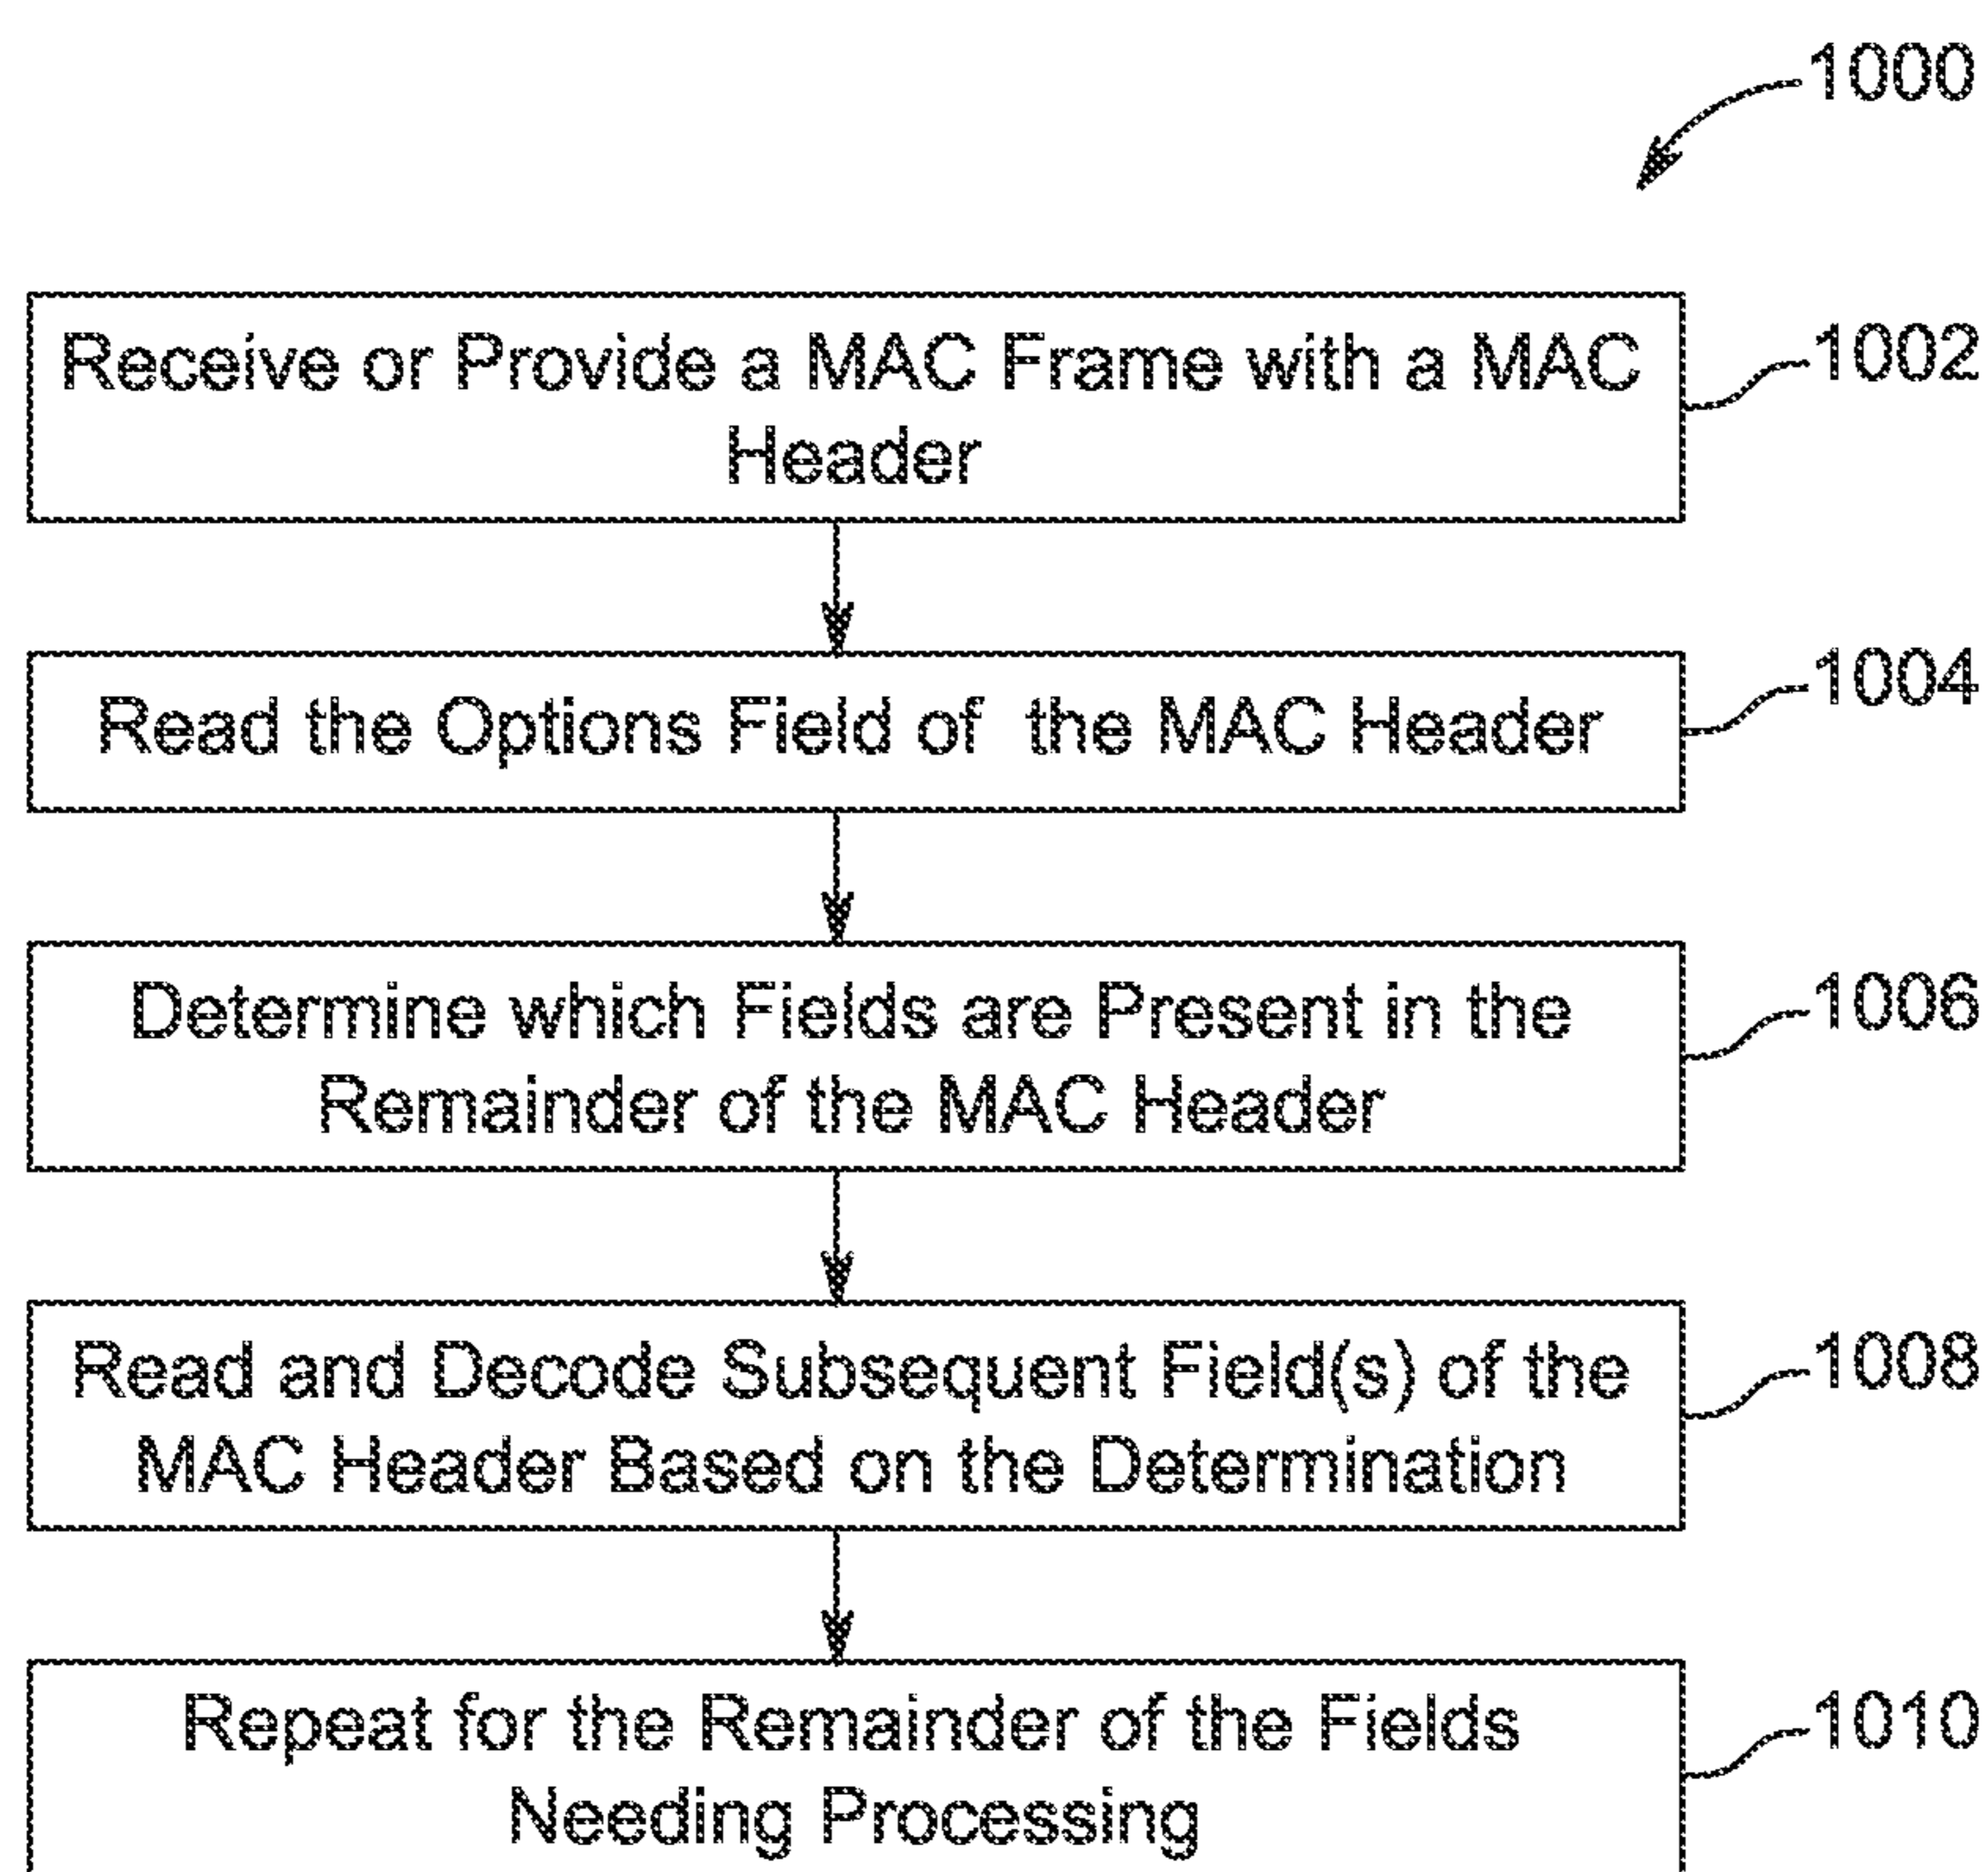 1000
Receive or Provide a MAC Frame with a MAC
Header
1002
Read the Options Field of the MAC Header
1004
Determine which Fields are Present in the
Remainder of the MAC Header
1006
Read and Decode Subsequent Field(s) of the
MAC Header Based on the Determination
1008
Repeat for the Remainder of the Fields
Needing Processing
1010